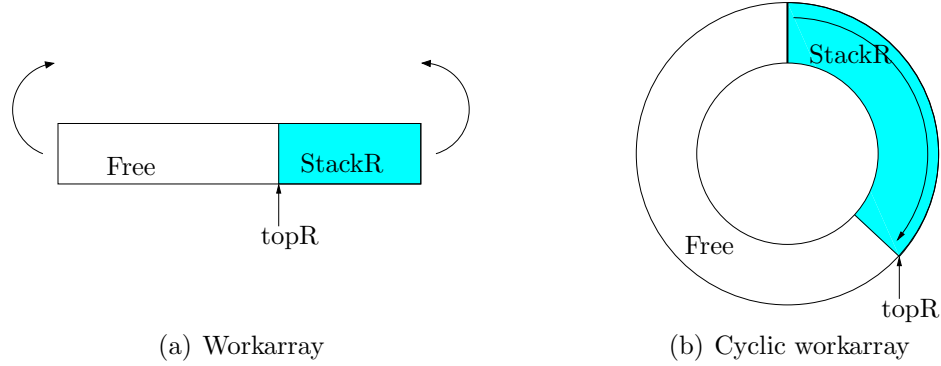 Free
StackR
topR
(a) Workarray
StackR
Free
topR
(b) Cyclic workarray